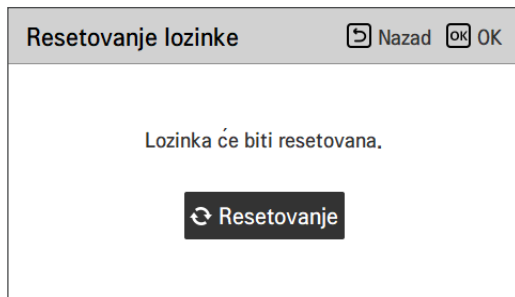 Resetovanje lozinke
Nazad OK OK
Lozinka će biti resetovana.
Resetovanje